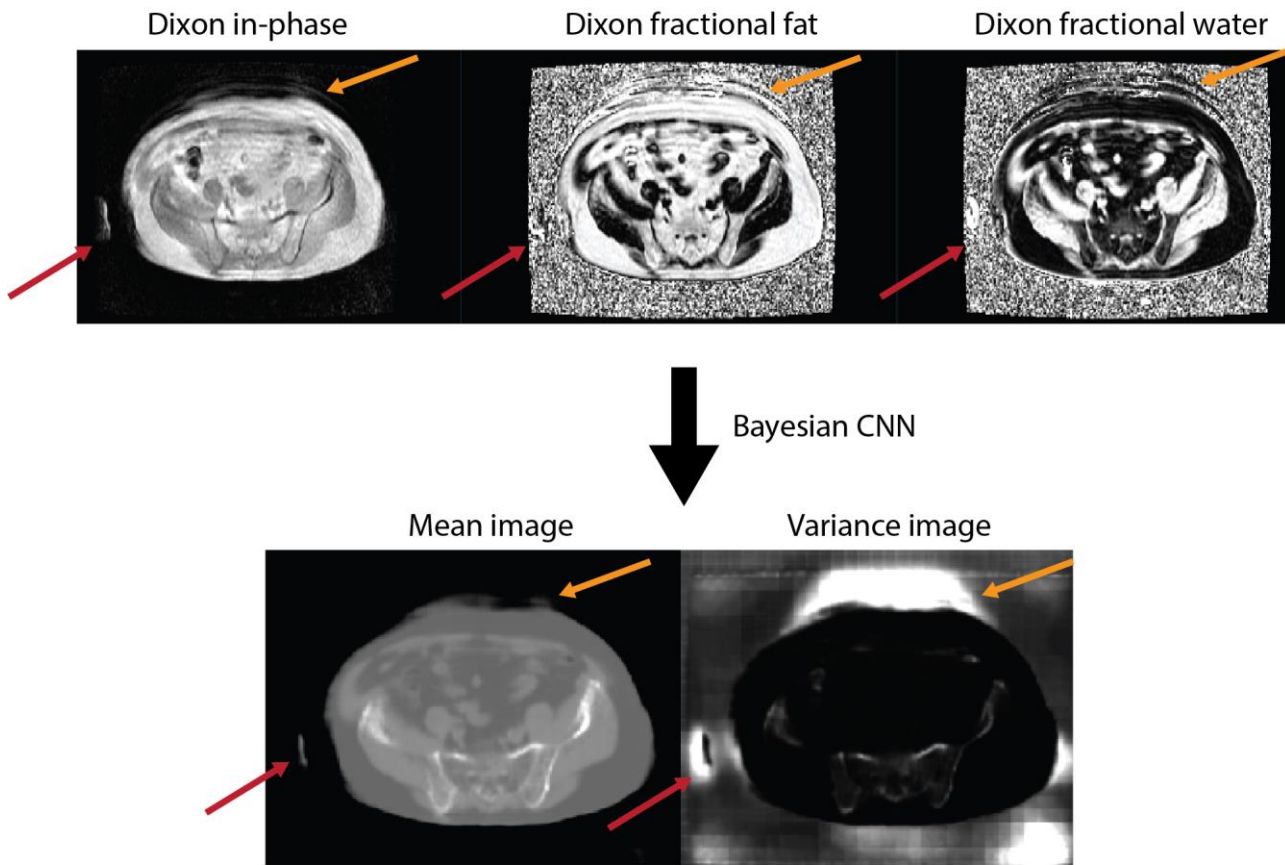 Dixon in-phase
Dixon fractional fat
Dixon fractional water
Bayesian CNN
Mean image
Variance image